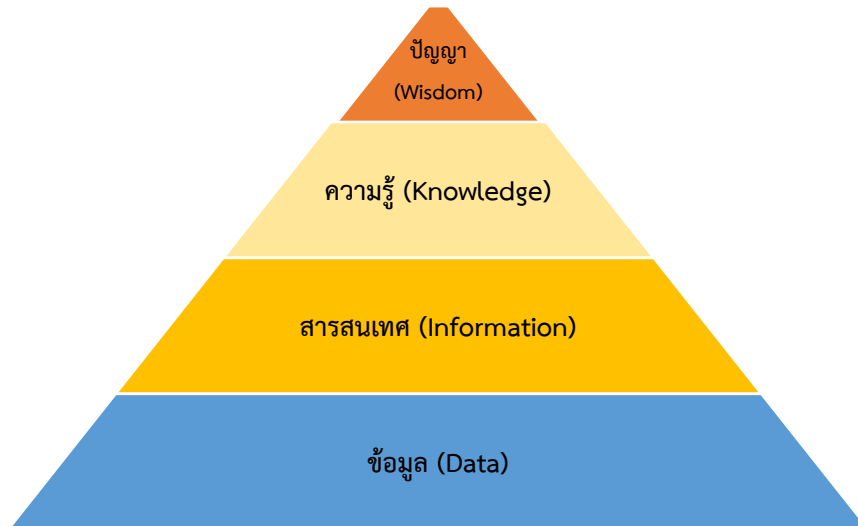 ปัญญา
(Wisdom)
ความรู้ (Knowledge)
สารสนเทศ (Information)
ข้อมูล (Data)